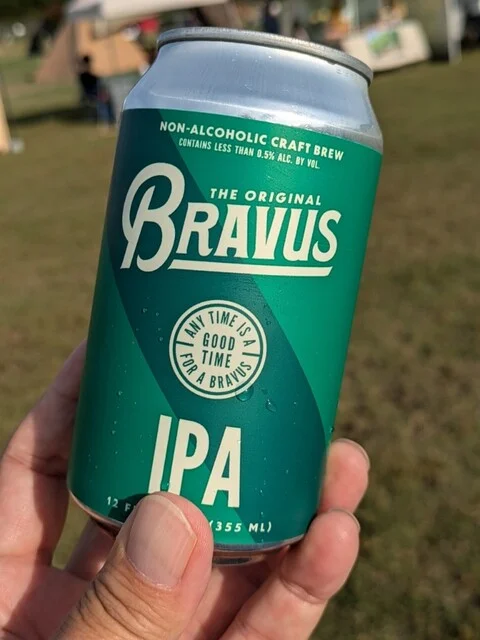 NON-ALCOHOLIC CRAFT BREW
CONTAINS LESS THAN 0.5% ALC. BY VOL.
THE ORIGINAL
BRAVUS
ANY TIME IS A
GOOD
TIME
FOR A BRAVUS
IPA
12 (355 ML)